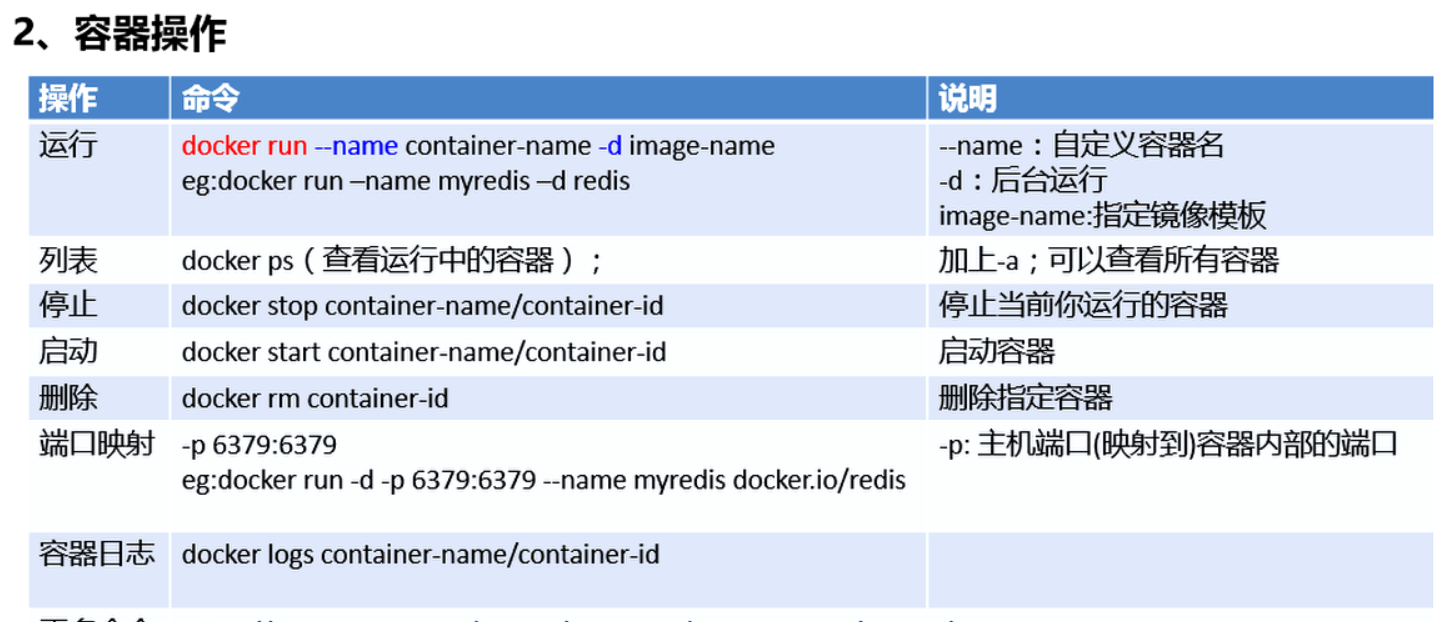 2、容器操作
操作 命令 说明
运行 docker run --name container-name -d image-name --name：自定义容器名
eg:docker run –name myredis –d redis -d：后台运行
image-name:指定镜像模板
列表 docker ps（查看运行中的容器）； 加上-a；可以查看所有容器
停止 docker stop container-name/container-id 停止当前你运行的容器
启动 docker start container-name/container-id 启动容器
删除 docker rm container-id 删除指定容器
端口映射 -p 6379:6379 -p: 主机端口(映射到)容器内部的端口
eg:docker run -d -p 6379:6379 --name myredis docker.io/redis
容器日志 docker logs container-name/container-id